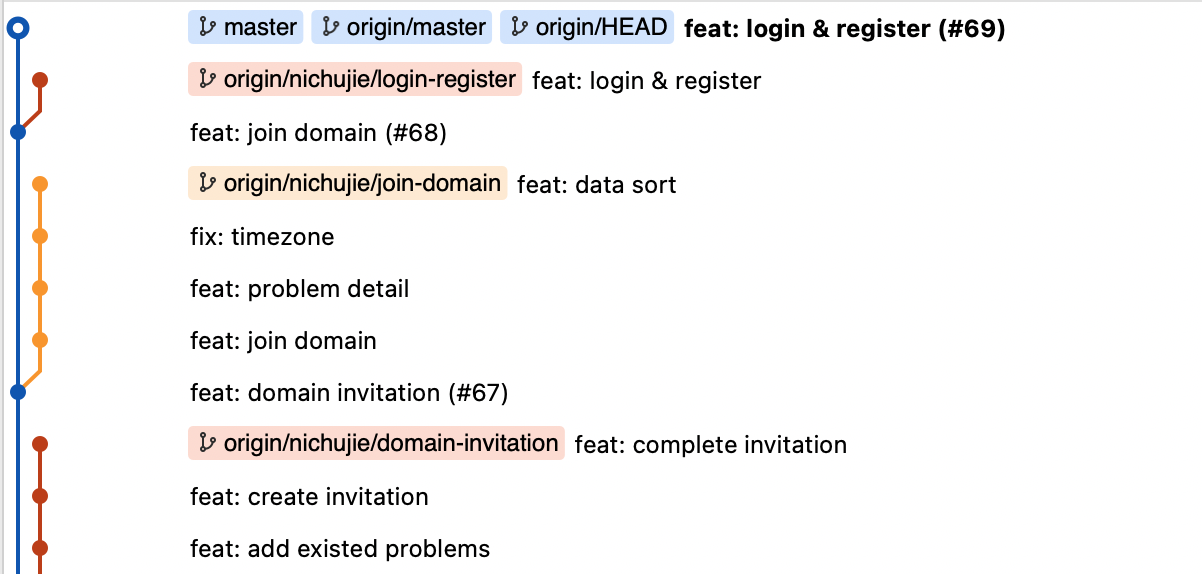 master origin/master origin/HEAD feat: login & register (#69)
origin/nichujie/login-register feat: login & register
feat: join domain (#68)
origin/nichujie/join-domain feat: data sort
fix: timezone
feat: problem detail
feat: join domain
feat: domain invitation (#67)
origin/nichujie/domain-invitation feat: complete invitation
feat: create invitation
feat: add existed problems